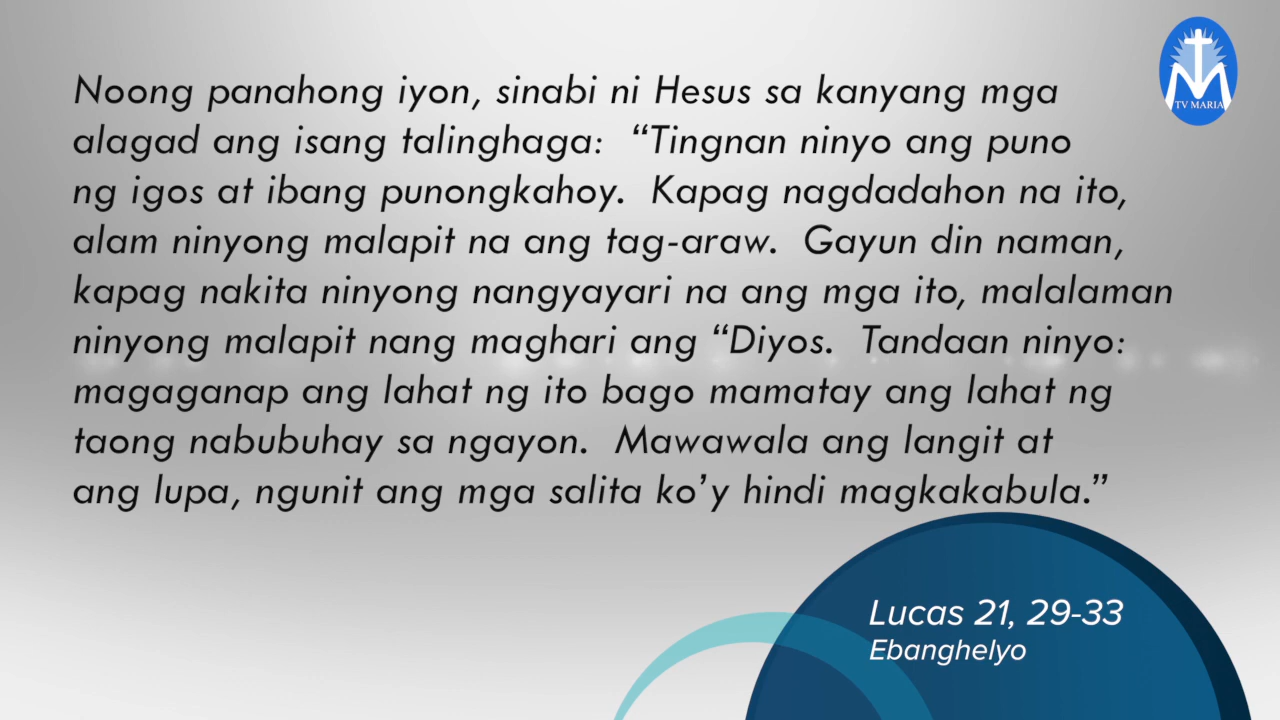 Noong panahong iyon, sinabi ni Hesus sa kanyang mga
alagad ang isang talinghaga: “Tingnan ninyo ang puno
ng igos at ibang punongkahoy. Kapag nagdadahon na ito,
alam ninyong malapit na ang tag-araw. Gayun din naman,
kapag nakita ninyong nangyayari na ang mga ito, malalaman
ninyong malapit nang maghari ang “Diyos. Tandaan ninyo:
magaganap ang lahat ng ito bago mamatay ang lahat ng
taong nabubuhay sa ngayon. Mawawala ang langit at
ang lupa, ngunit ang mga salita ko’y hindi magkakabula.”
TV MARIA
Lucas 21, 29-33
Ebanghelyo